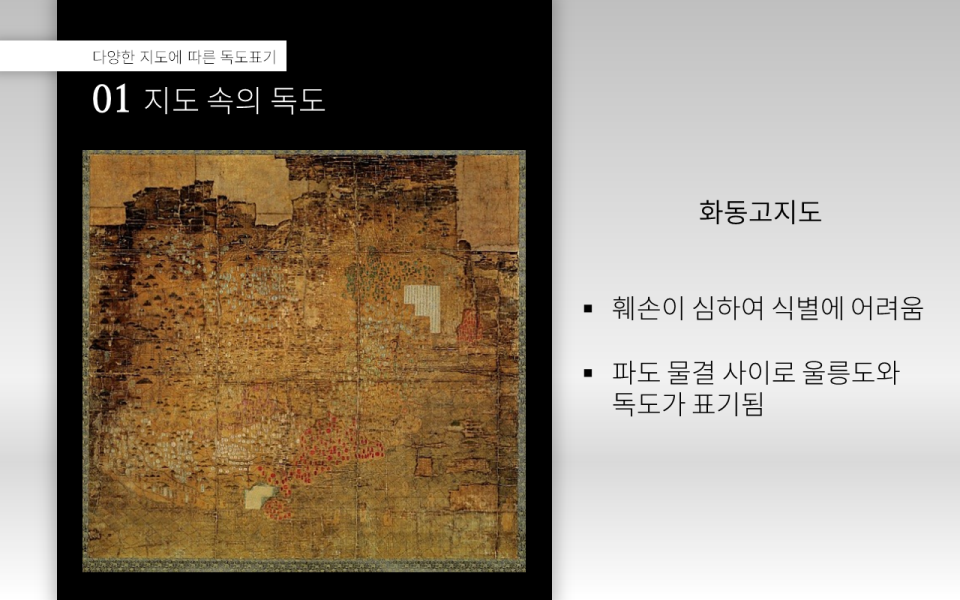 다양한 지도에 따른 독도표기
01 지도 속의 독도
화동고지도
▪ 훼손이 심하여 식별에 어려움
▪ 파도 물결 사이로 울릉도와
독도가 표기됨